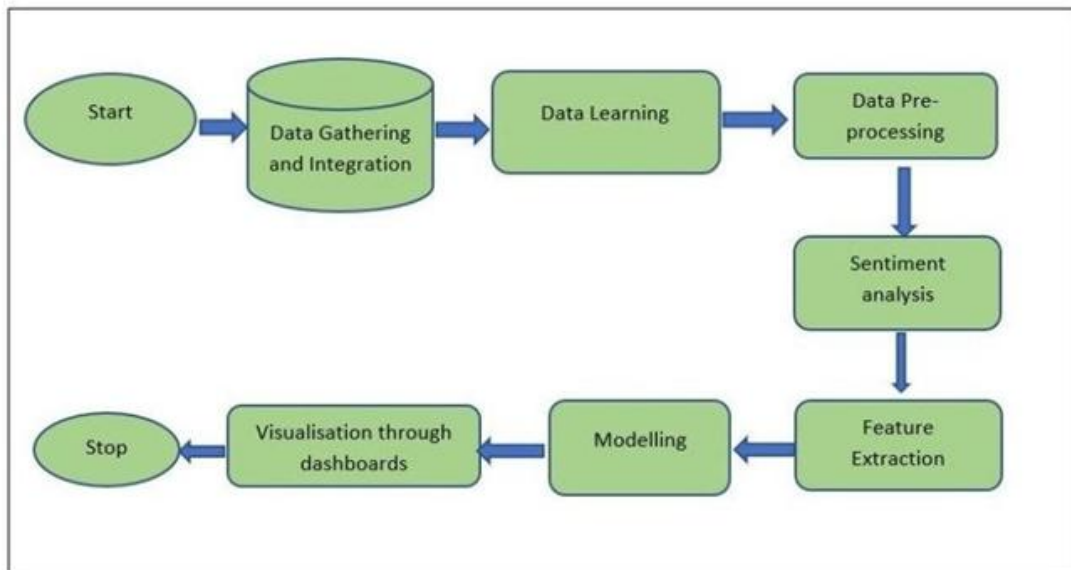 Start
Data Gathering
and Integration
Data Learning
Data Pre-
processing
Sentiment
analysis
Feature
Extraction
Modelling
Visualisation through
dashboards
Stop